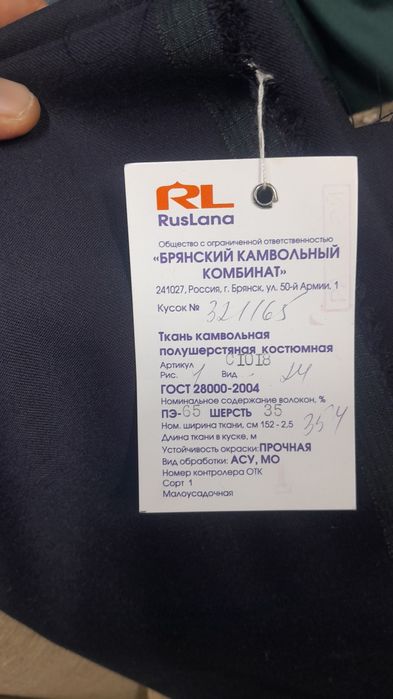 RL
RusLana
Общество с ограниченной ответственностью
«БРЯНСКИЙ КАМВОЛЬНЫЙ
КОМБИНАТ»
241027, Россия, г. Брянск, ул. 50-й Армии, 1
Кусок № 321165
Ткань камвольная
полушерстяная костюмная
Артикул С1018
Рис. 1 Вид 24
ГОСТ 28000-2004
Номинальное содержание волокон, %
ПЭ-65 ШЕРСТЬ 35
Ном. ширина ткани, см 152 - 2,5
Длина ткани в куске, м
Устойчивость окраски: ПРОЧНАЯ
Вид обработки: АСУ, МО
Номер контролера ОТК
Сорт 1
Малоусадочная